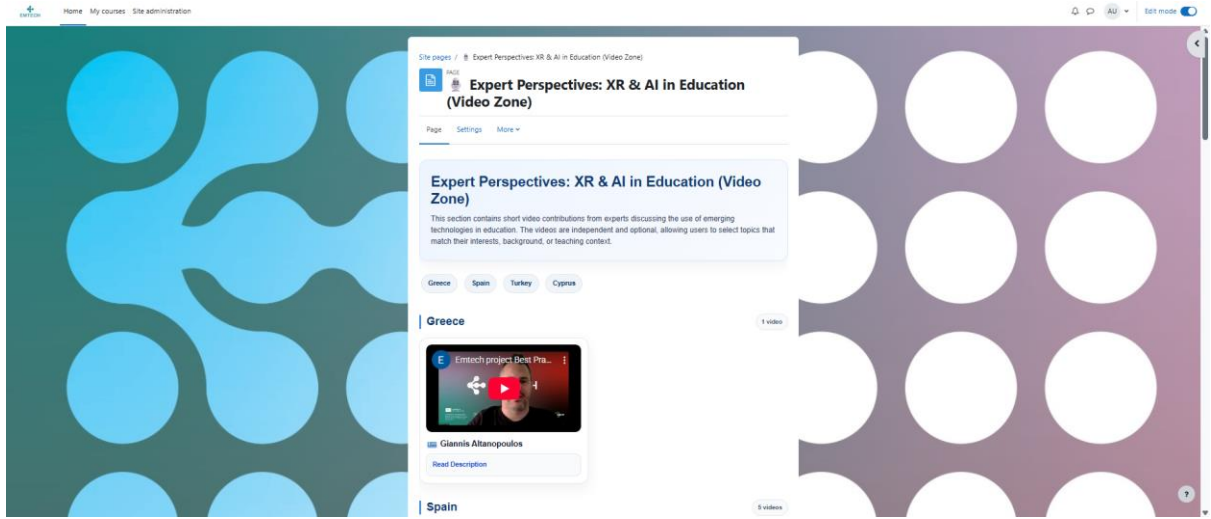 EMTECH
Home My courses Site administration
AU
Edit mode
Site pages / Expert Perspectives: XR & AI in Education (Video Zone)
PAGE
Expert Perspectives: XR & AI in Education
(Video Zone)
Page Settings More
Expert Perspectives: XR & AI in Education (Video
Zone)
This section contains short video contributions from experts discussing the use of emerging
technologies in education. The videos are independent and optional, allowing users to select topics that
match their interests, background, or teaching context.
Greece Spain Turkey Cyprus
Greece
1 video
E Emtech project Best Pra...
H
Giannis Altanopoulos
Read Description
Spain
5 videos
?